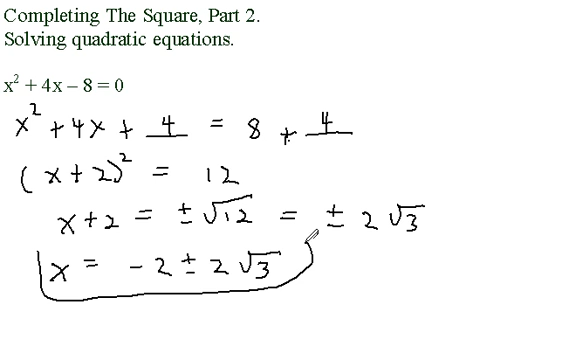 Completing The Square, Part 2.
Solving quadratic equations.
x² + 4x – 8 = 0
x² + 4x + 4 = 8 + 4
(x + 2)² = 12
x + 2 = ± √12 = ± 2 √3
x = - 2 ± 2 √3